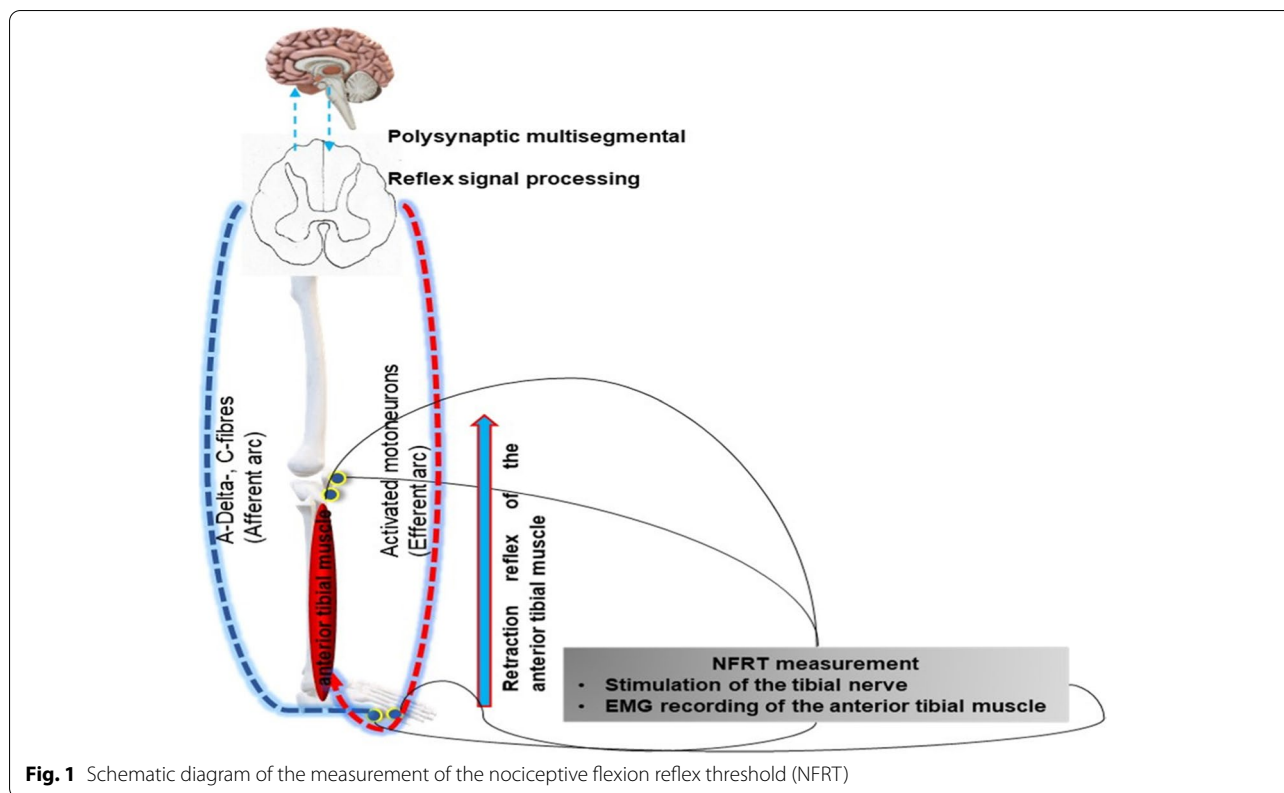 Polysynaptic multisegmental
Reflex signal processing
A-Delta-, C-fibres
(Afferent arc)
anterior tibial muscle
Activated motoneurons
(Efferent arc)
Retraction reflex of the
anterior tibial muscle
NFRT measurement
• Stimulation of the tibial nerve
• EMG recording of the anterior tibial muscle
Fig. 1 Schematic diagram of the measurement of the nociceptive flexion reflex threshold (NFRT)